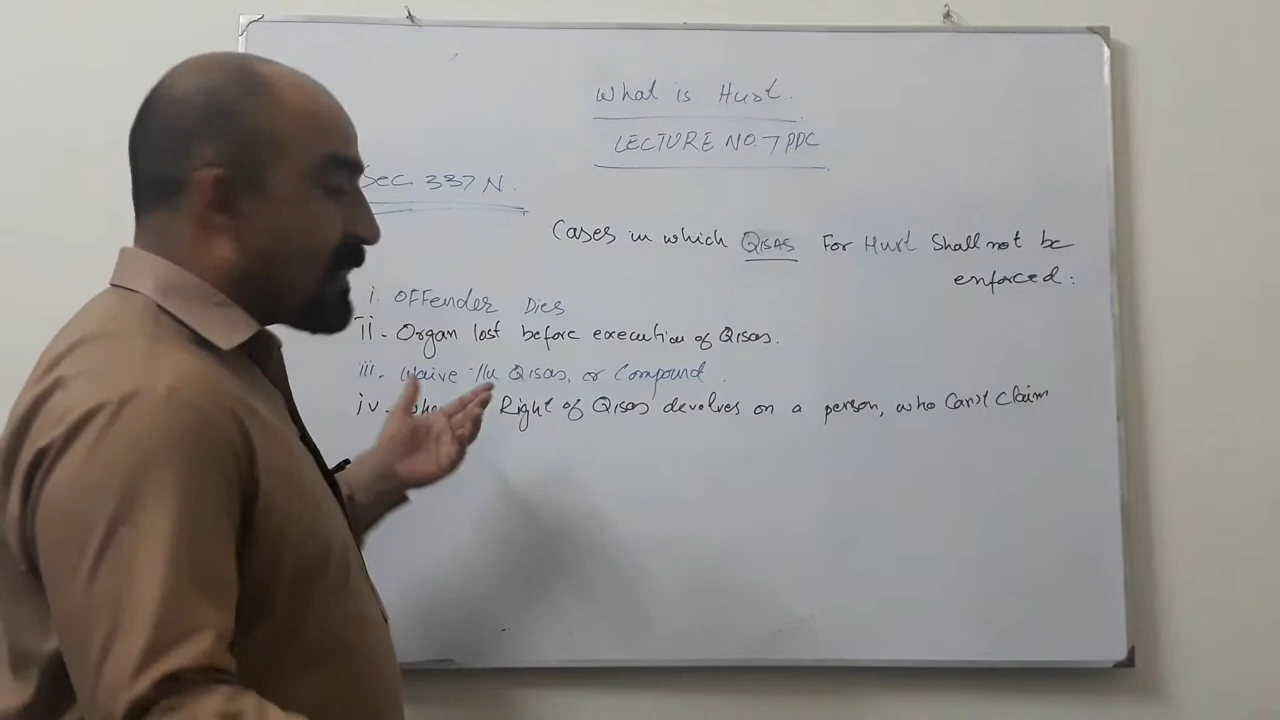 What is Hurt.
LECTURE NO. 7 PPC
Sec 337 N.
Cases in which QISAS For Hurt Shall not be
enforced:
i. OFFender Dies
ii- Organ lost before execution of Qisas.
iii- Waive the Qisas, or Compound.
iv- Right of Qisas devolves on a person, who Can't Claim